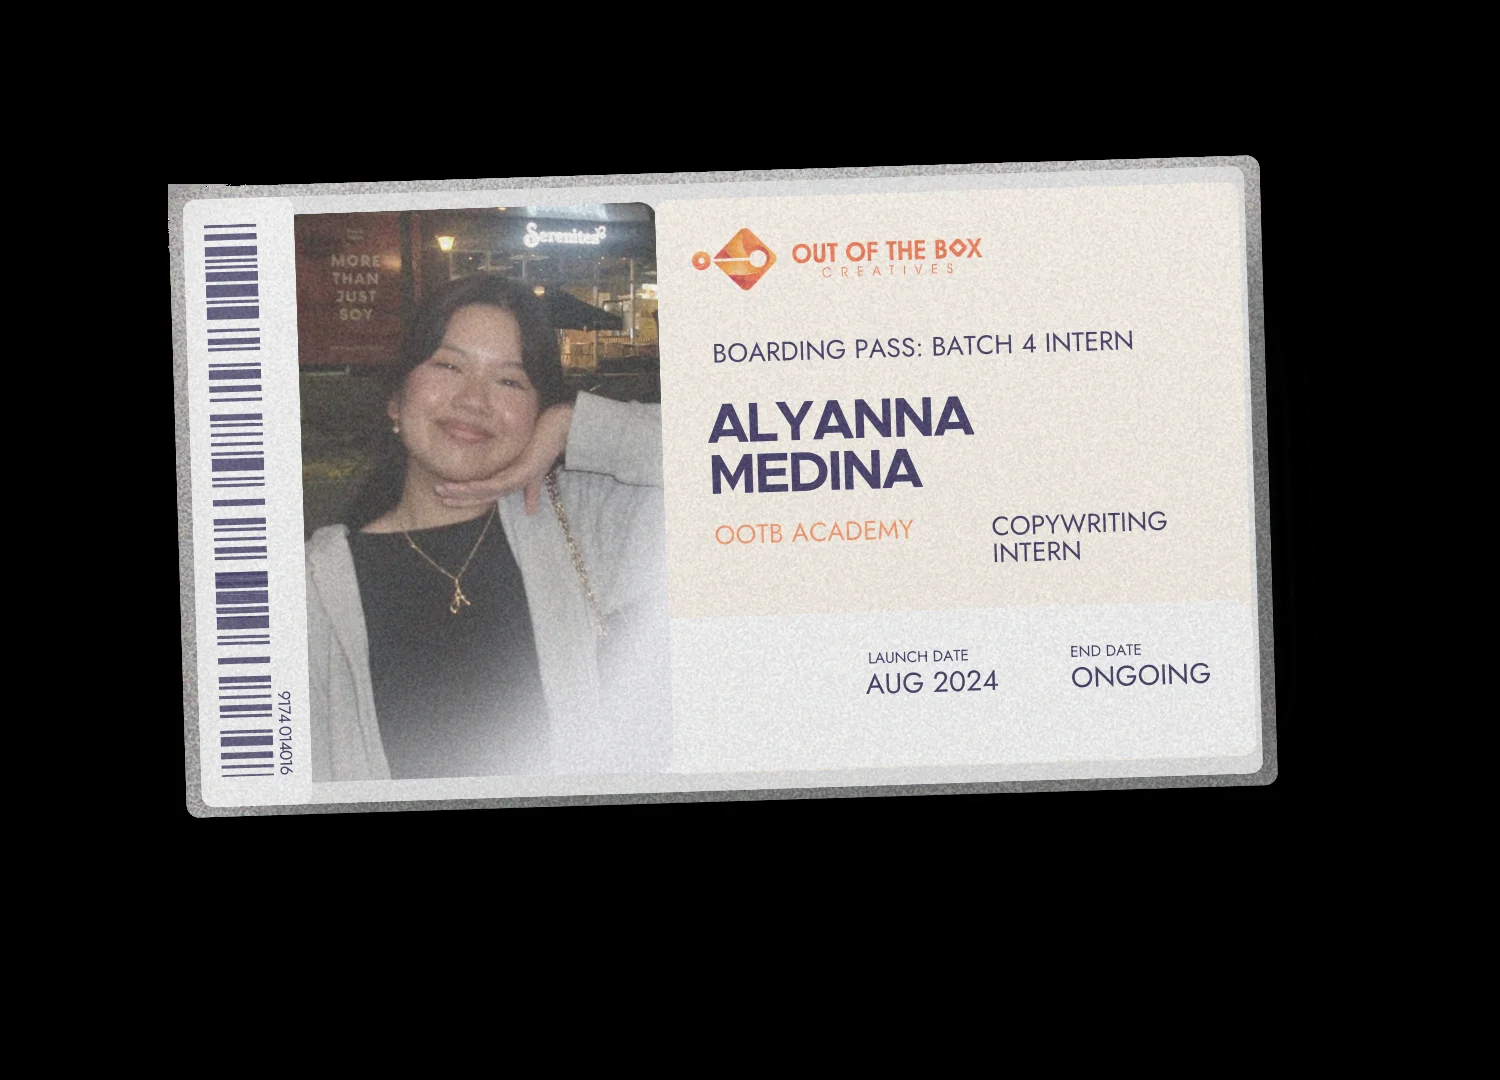 9174 014016
MORE
THAN
JUST
SOY
Serenitea
OUT OF THE BOX
CREATIVES
BOARDING PASS: BATCH 4 INTERN
ALYANNA
MEDINA
OOTB ACADEMY
COPYWRITING
INTERN
LAUNCH DATE
AUG 2024
END DATE
ONGOING